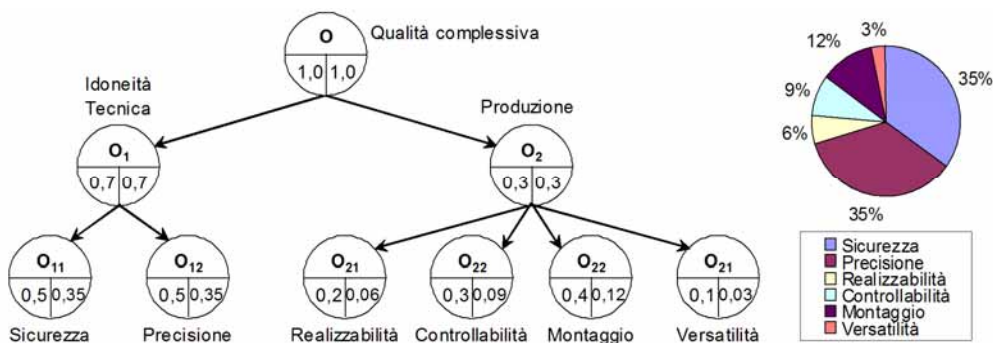 O
Qualità complessiva
1,0 1,0
Idoneità
Tecnica
O1
0,7 0,7
Produzione
O2
0,3 0,3
O11
0,5 0,35
Sicurezza
O12
0,5 0,35
Precisione
O21
0,2 0,06
Realizzabilità
O22
0,3 0,09
Controllabilità
O22
0,4 0,12
Montaggio
O21
0,1 0,03
Versatilità
3%
12%
35%
9%
6%
35%
Sicurezza
Precisione
Realizzabilità
Controllabilità
Montaggio
Versatilità